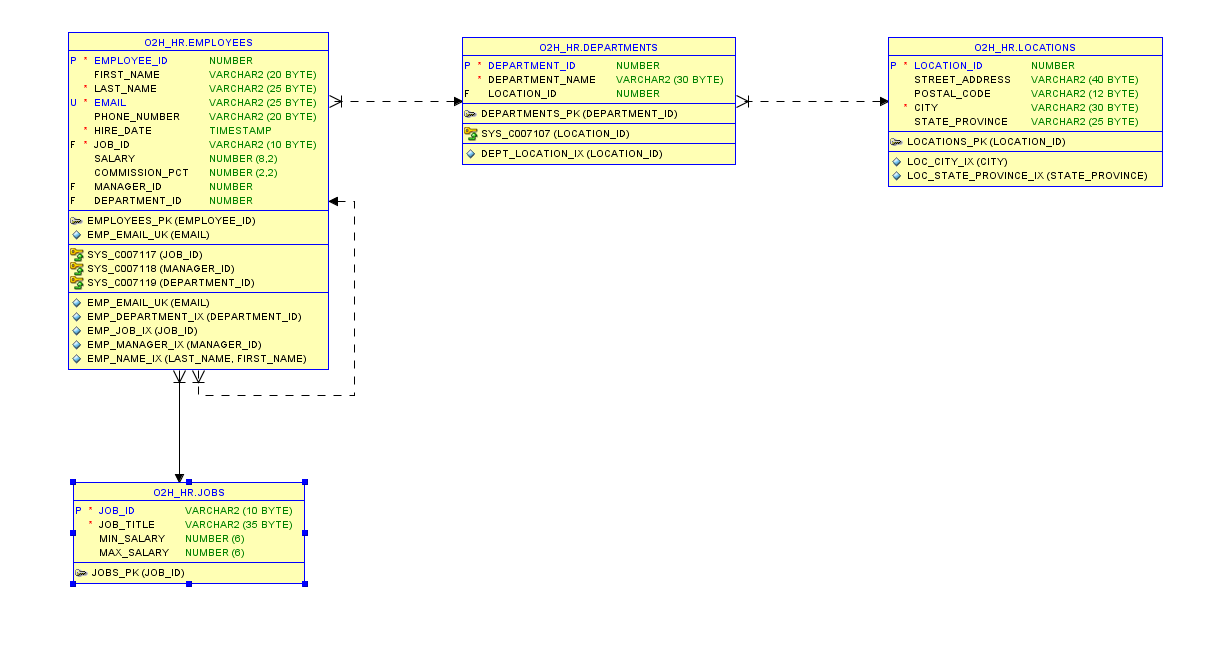 O2H_HR.EMPLOYEES
P * EMPLOYEE_ID NUMBER
FIRST_NAME VARCHAR2 (20 BYTE)
* LAST_NAME VARCHAR2 (25 BYTE)
U * EMAIL VARCHAR2 (25 BYTE)
PHONE_NUMBER VARCHAR2 (20 BYTE)
* HIRE_DATE TIMESTAMP
F * JOB_ID VARCHAR2 (10 BYTE)
SALARY NUMBER (8,2)
COMMISSION_PCT NUMBER (2,2)
F MANAGER_ID NUMBER
F DEPARTMENT_ID NUMBER
EMPLOYEES_PK (EMPLOYEE_ID)
EMP_EMAIL_UK (EMAIL)
SYS_C007117 (JOB_ID)
SYS_C007118 (MANAGER_ID)
SYS_C007119 (DEPARTMENT_ID)
EMP_EMAIL_UK (EMAIL)
EMP_DEPARTMENT_IX (DEPARTMENT_ID)
EMP_JOB_IX (JOB_ID)
EMP_MANAGER_IX (MANAGER_ID)
EMP_NAME_IX (LAST_NAME, FIRST_NAME)
O2H_HR.DEPARTMENTS
P * DEPARTMENT_ID NUMBER
* DEPARTMENT_NAME VARCHAR2 (30 BYTE)
F LOCATION_ID NUMBER
DEPARTMENTS_PK (DEPARTMENT_ID)
SYS_C007107 (LOCATION_ID)
DEPT_LOCATION_IX (LOCATION_ID)
O2H_HR.LOCATIONS
P * LOCATION_ID NUMBER
STREET_ADDRESS VARCHAR2 (40 BYTE)
POSTAL_CODE VARCHAR2 (12 BYTE)
* CITY VARCHAR2 (30 BYTE)
STATE_PROVINCE VARCHAR2 (25 BYTE)
LOCATIONS_PK (LOCATION_ID)
LOC_CITY_IX (CITY)
LOC_STATE_PROVINCE_IX (STATE_PROVINCE)
O2H_HR.JOBS
P * JOB_ID VARCHAR2 (10 BYTE)
* JOB_TITLE VARCHAR2 (35 BYTE)
MIN_SALARY NUMBER (6)
MAX_SALARY NUMBER (6)
JOBS_PK (JOB_ID)